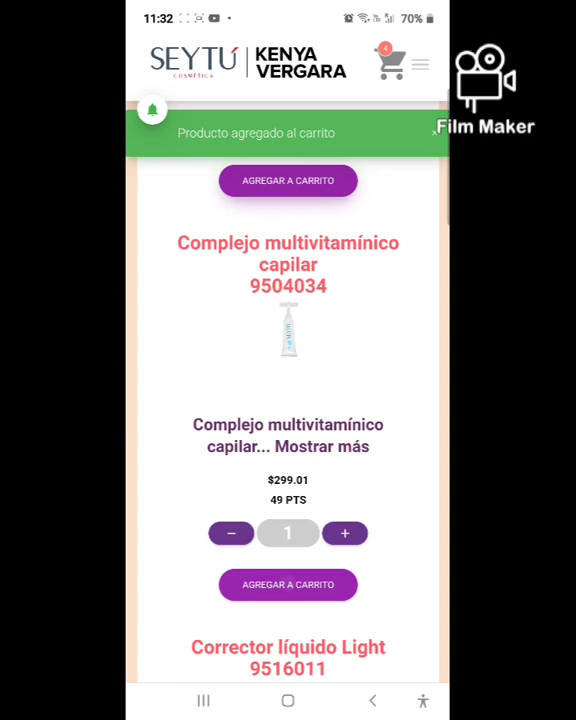 11:32
70%
SEYTÚ
COSMÉTICA
KENYA
VERGARA
4
Film Maker
Producto agregado al carrito
×
AGREGAR A CARRITO
Complejo multivitamínico
capilar
9504034
SEYTÚ
Complejo multivitamínico
capilar... Mostrar más
$299.01
49 PTS
− 1 +
AGREGAR A CARRITO
Corrector líquido Light
9516011